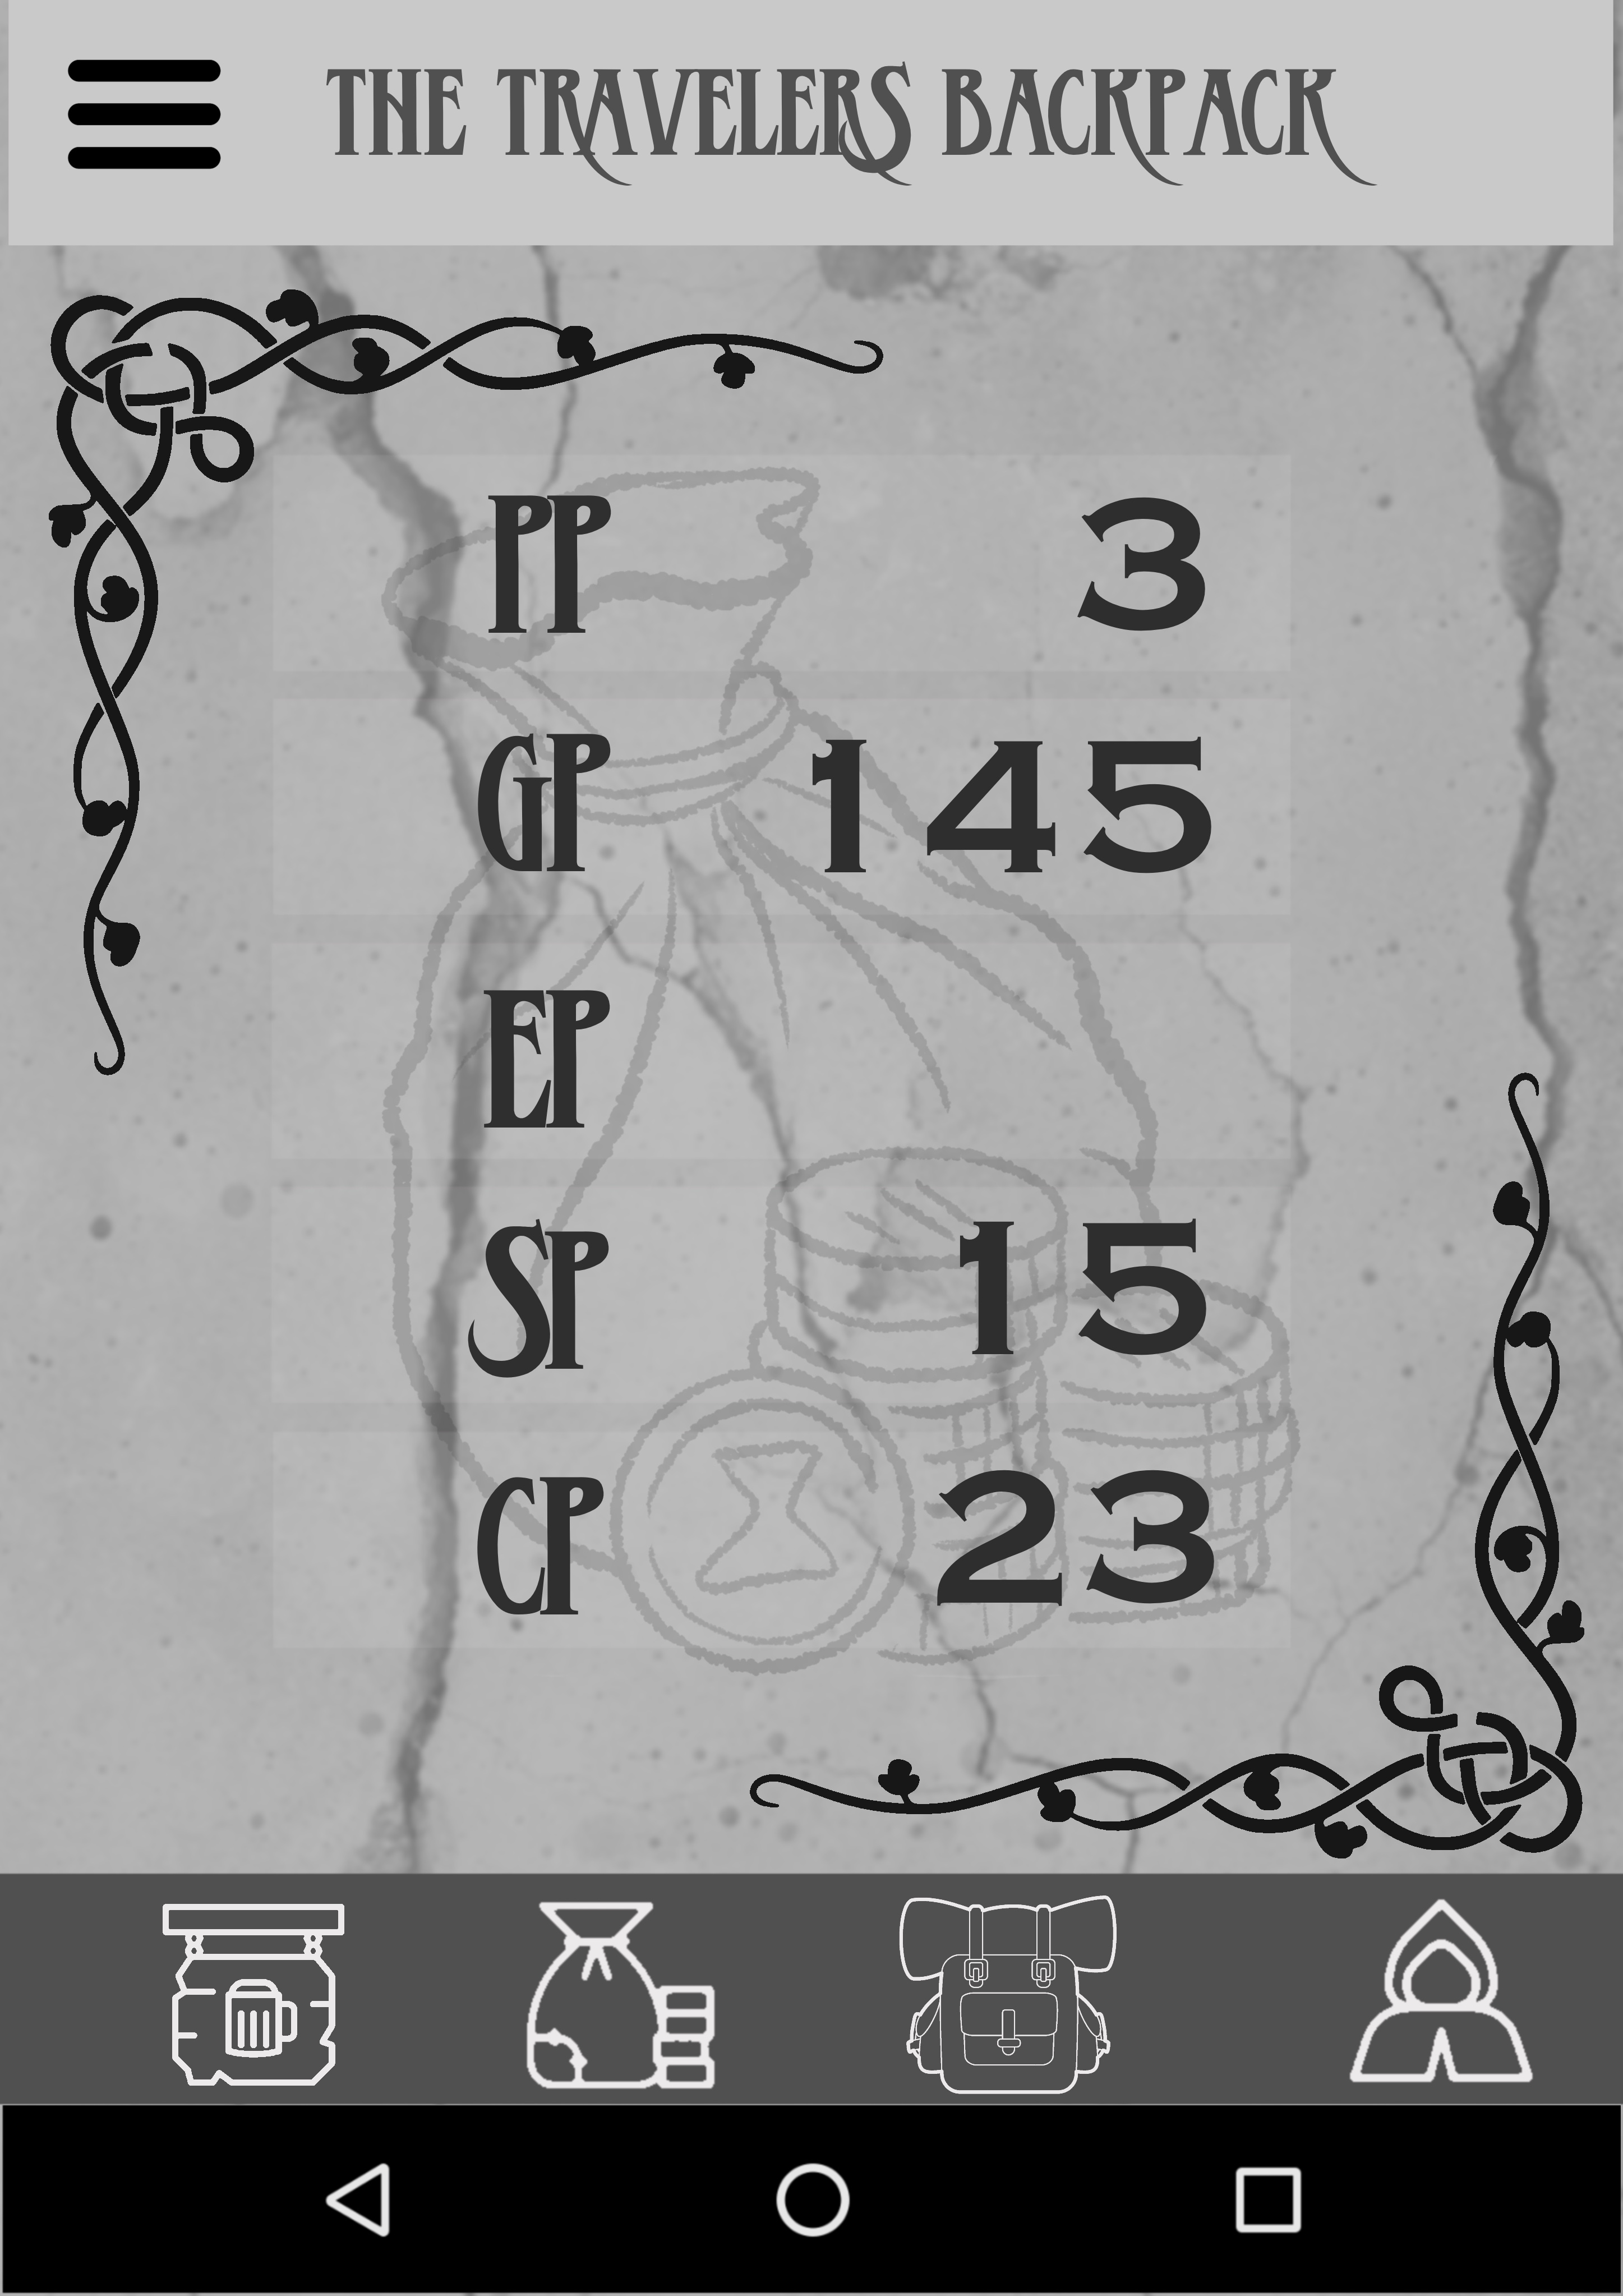 THE TRAVELERS BACKPACK
PP 3
GP 145
EP
SP 15
CP 23